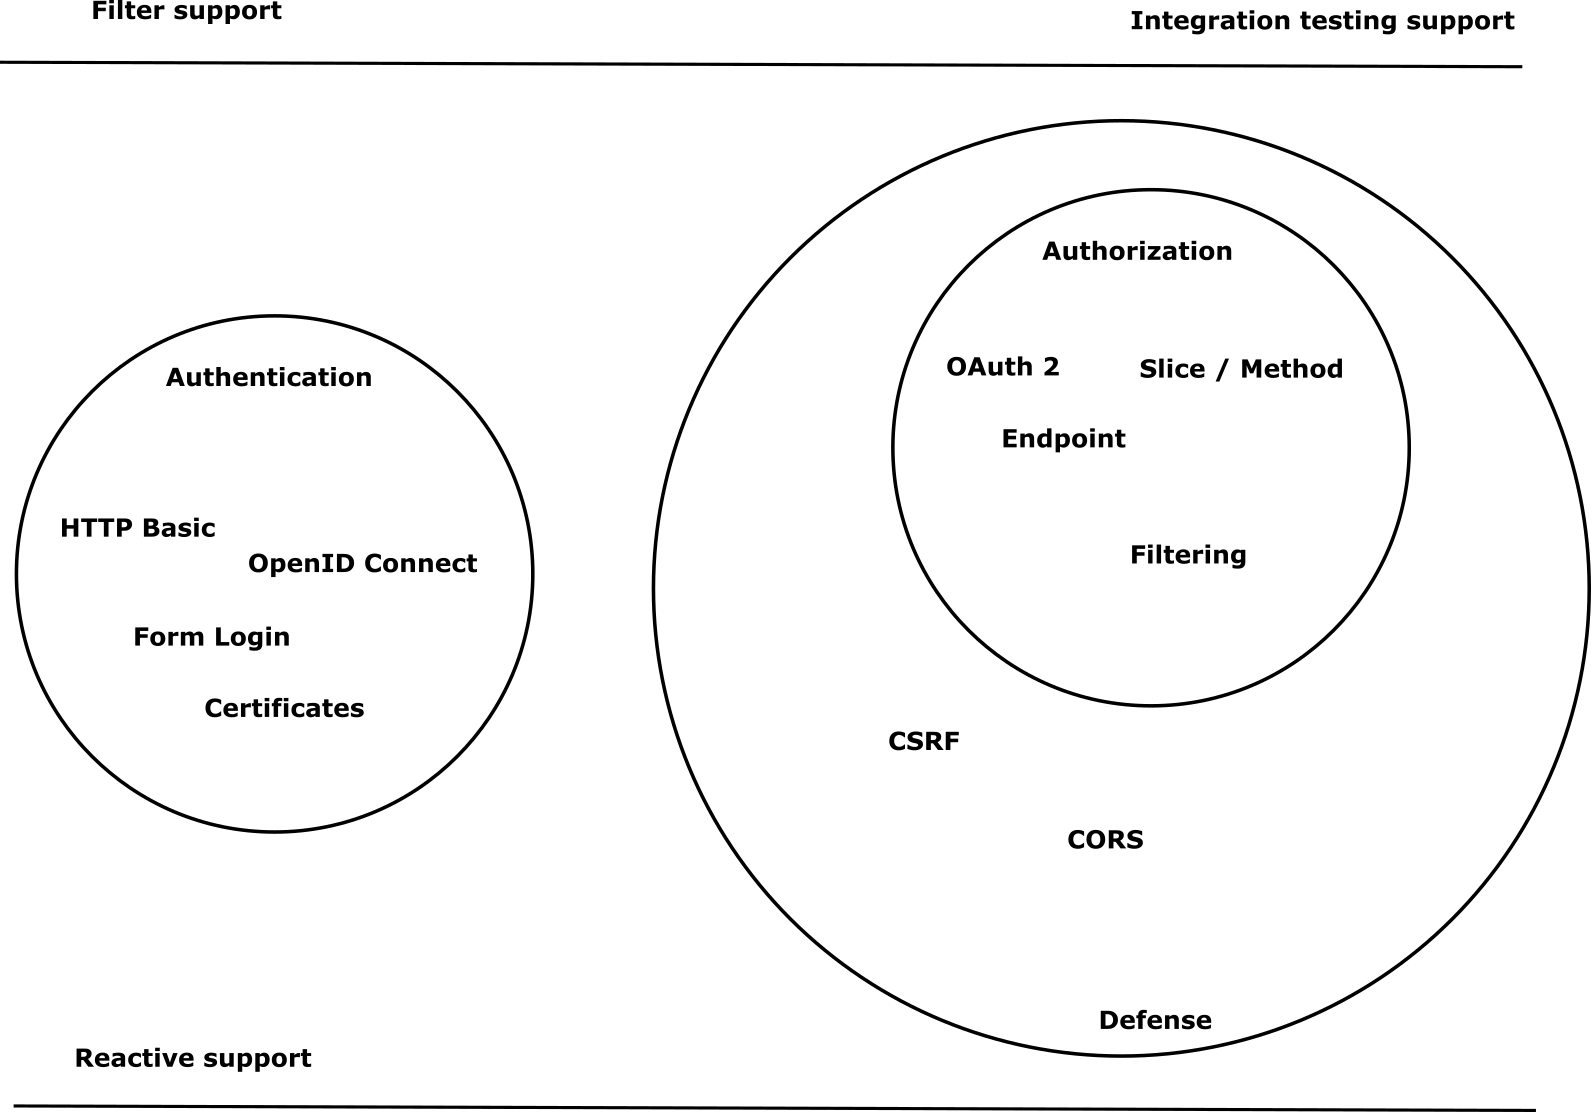 Filter support
Integration testing support
Authentication
HTTP Basic
OpenID Connect
Form Login
Certificates
Authorization
OAuth 2
Slice / Method
Endpoint
Filtering
CSRF
CORS
Defense
Reactive support